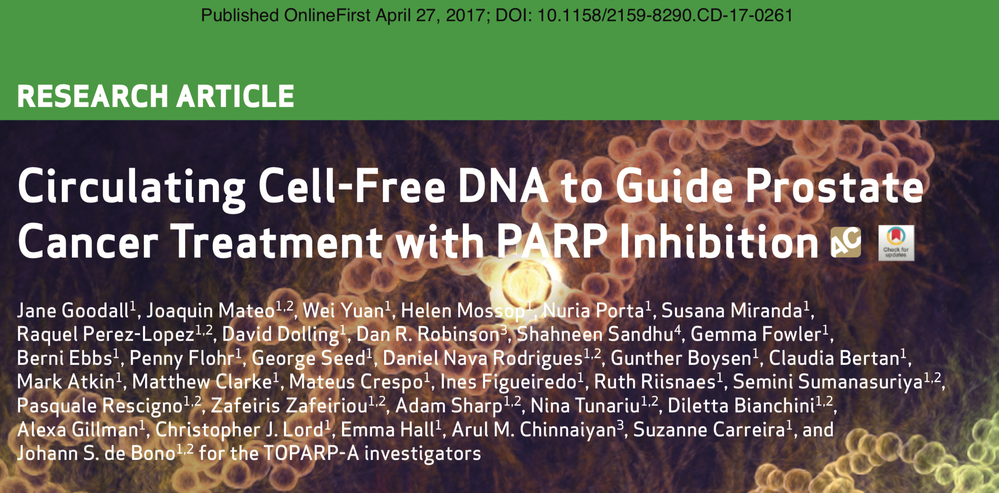 Published OnlineFirst April 27, 2017; DOI: 10.1158/2159-8290.CD-17-0261
RESEARCH ARTICLE
Circulating Cell-Free DNA to Guide Prostate
Cancer Treatment with PARP Inhibition AC
Check for
updates
Jane Goodall1, Joaquin Mateo1,2, Wei Yuan1, Helen Mossop1, Nuria Porta1, Susana Miranda1,
Raquel Perez-Lopez1,2, David Dolling1, Dan R. Robinson3, Shahneen Sandhu4, Gemma Fowler1,
Berni Ebbs1, Penny Flohr1, George Seed1, Daniel Nava Rodrigues1,2, Gunther Boysen1, Claudia Bertan1,
Mark Atkin1, Matthew Clarke1, Mateus Crespo1, Ines Figueiredo1, Ruth Riisnaes1, Semini Sumanasuriya1,2,
Pasquale Rescigno1,2, Zafeiris Zafeiriou1,2, Adam Sharp1,2, Nina Tunariu1,2, Diletta Bianchini1,2,
Alexa Gillman1, Christopher J. Lord1, Emma Hall1, Arul M. Chinnaiyan3, Suzanne Carreira1, and
Johann S. de Bono1,2 for the TOPARP-A investigators